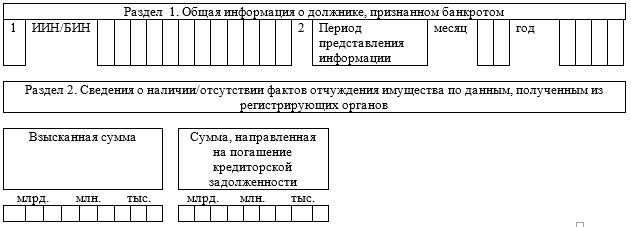 Раздел 1. Общая информация о должнике, признанном банкротом
1 ИИН/БИН 2 Период месяц год
представления
информации
Раздел 2. Сведения о наличии/отсутствии фактов отчуждения имущества по данным, полученным из
регистрирующих органов
Взысканная сумма Сумма, направленная
на погашение
кредиторской
задолженности
млрд. млн. тыс. млрд. млн. тыс.